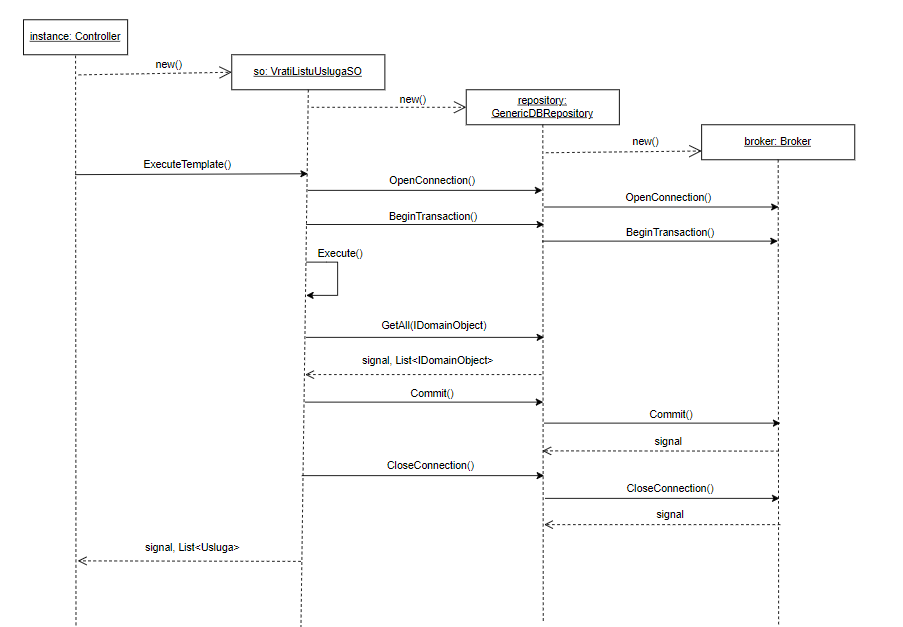 instance: Controller
new()
so: VratiListuUslugaSO
new()
repository:
GenericDBRepository
new()
broker: Broker
ExecuteTemplate()
OpenConnection()
OpenConnection()
BeginTransaction()
BeginTransaction()
Execute()
GetAll(IDomainObject)
signal, List<IDomainObject>
Commit()
Commit()
signal
CloseConnection()
CloseConnection()
signal
signal, List<Usluga>